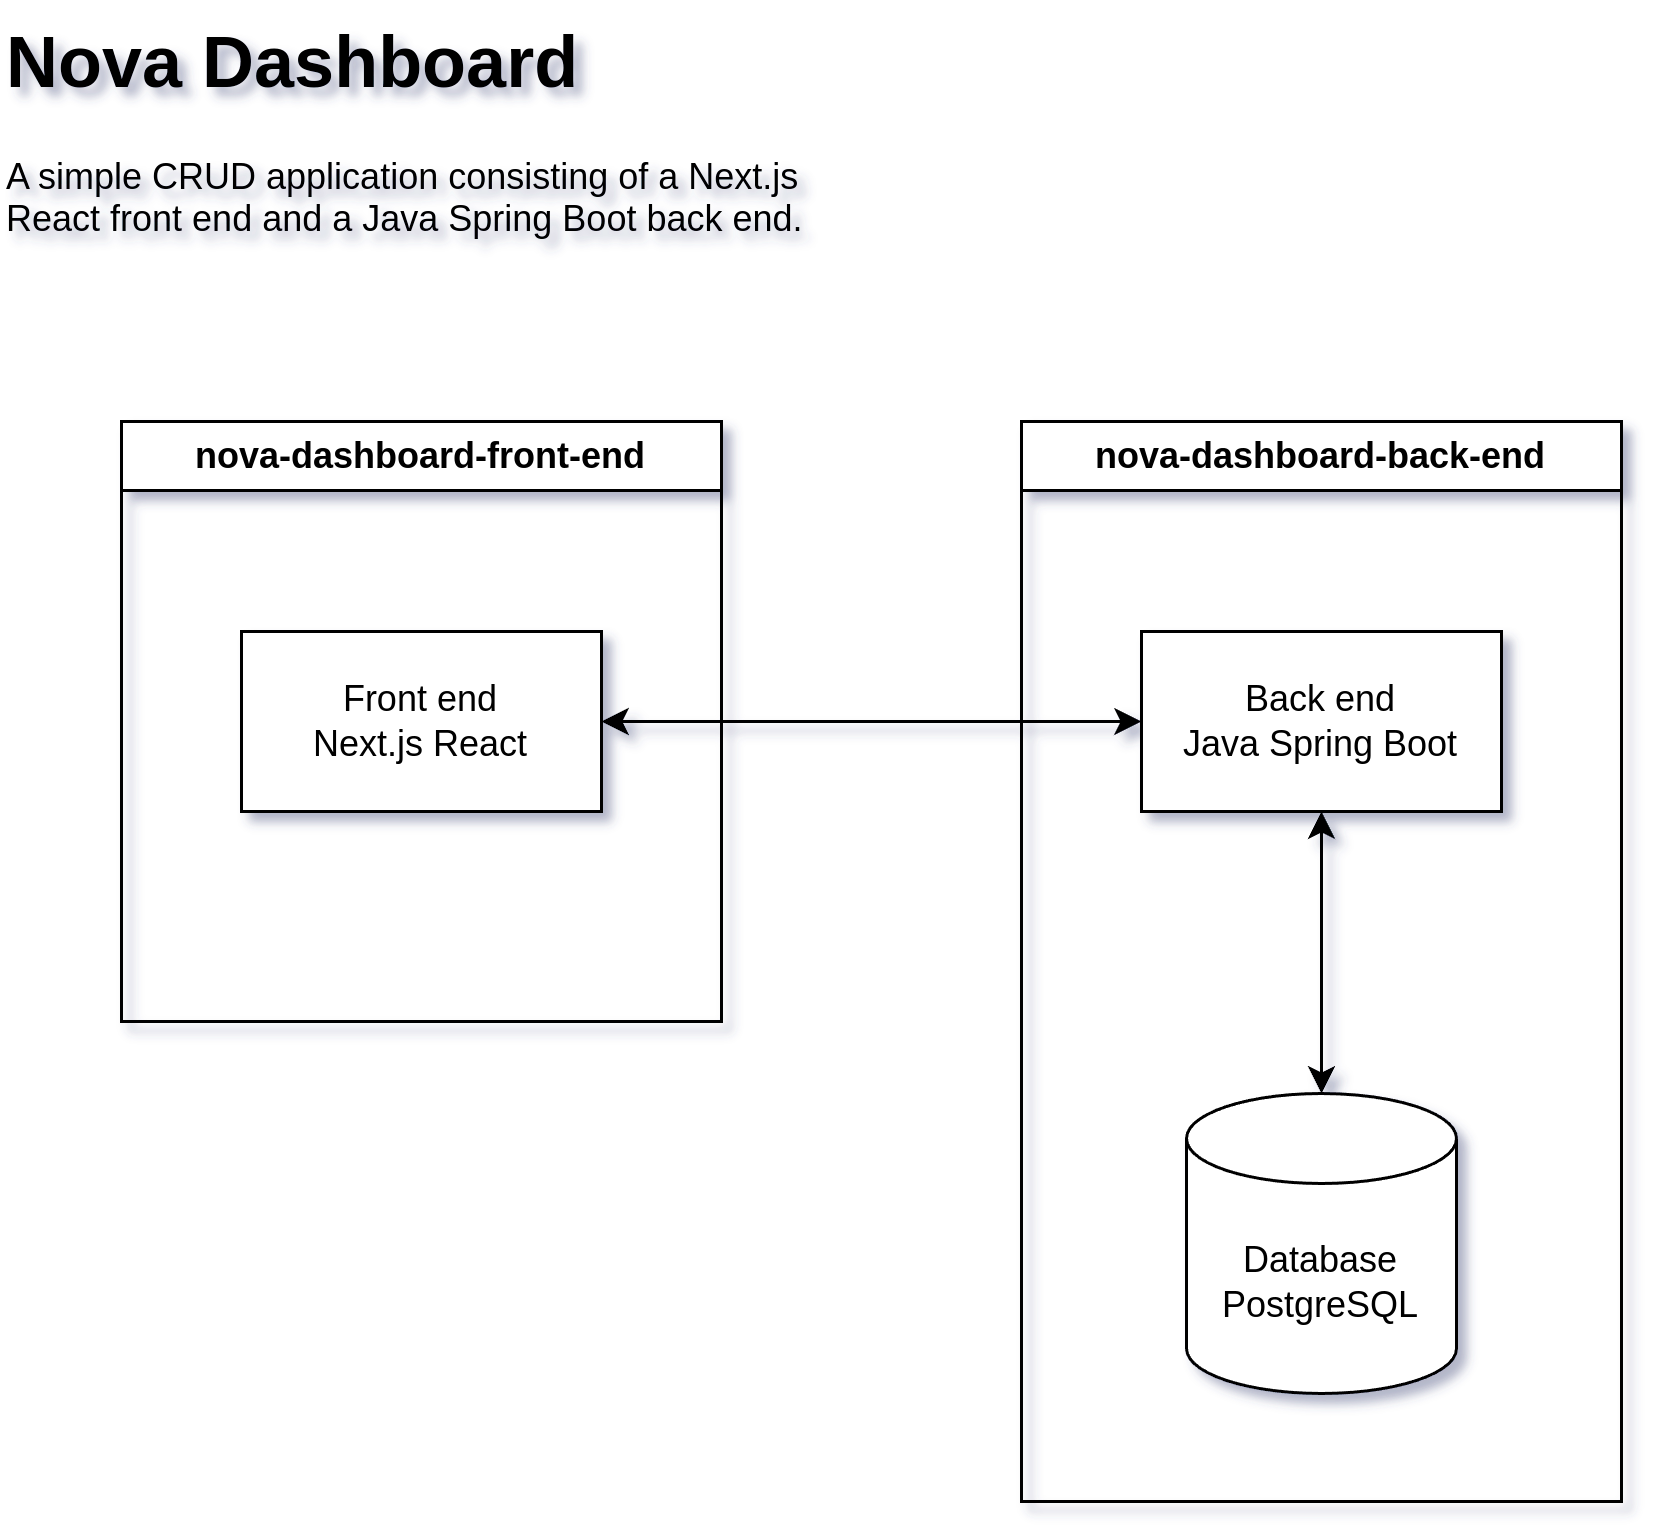 Nova Dashboard
A simple CRUD application consisting of a Next.js
React front end and a Java Spring Boot back end.
nova-dashboard-front-end
Front end
Next.js React
nova-dashboard-back-end
Back end
Java Spring Boot
Database
PostgreSQL